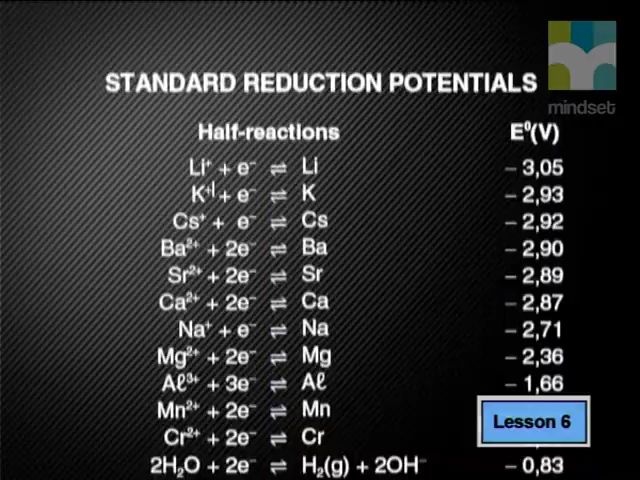 mindset
STANDARD REDUCTION POTENTIALS
Half-reactions E⁰(V)
Li⁺ + e⁻ ⇌ Li − 3,05
K⁺ + e⁻ ⇌ K − 2,93
Cs⁺ + e⁻ ⇌ Cs − 2,92
Ba²⁺ + 2e⁻ ⇌ Ba − 2,90
Sr²⁺ + 2e⁻ ⇌ Sr − 2,89
Ca²⁺ + 2e⁻ ⇌ Ca − 2,87
Na⁺ + e⁻ ⇌ Na − 2,71
Mg²⁺ + 2e⁻ ⇌ Mg − 2,36
Aℓ³⁺ + 3e⁻ ⇌ Aℓ − 1,66
Mn²⁺ + 2e⁻ ⇌ Mn
Lesson 6
Cr²⁺ + 2e⁻ ⇌ Cr
2H₂O + 2e⁻ ⇌ H₂(g) + 2OH⁻ − 0,83